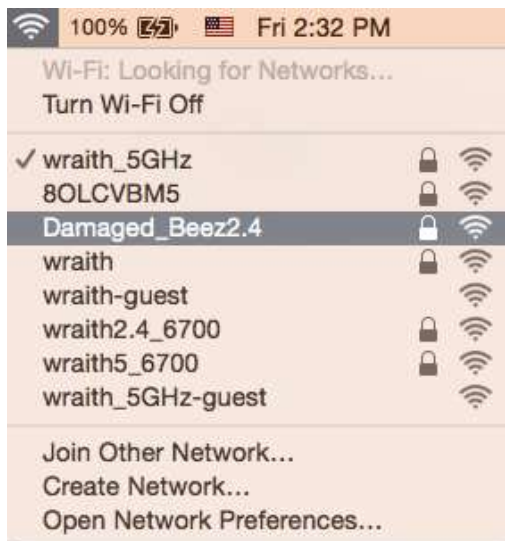 100% Fri 2:32 PM
Wi-Fi: Looking for Networks...
Turn Wi-Fi Off
wraith_5GHz
8OLCVBM5
Damaged_Beez2.4
wraith
wraith-guest
wraith2.4_6700
wraith5_6700
wraith_5GHz-guest
Join Other Network...
Create Network...
Open Network Preferences...